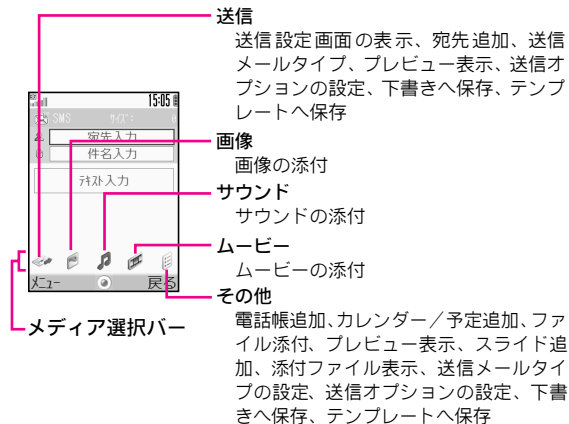 送信
送信設定画面の表示、宛先追加、送信
メールタイプ、プレビュー表示、送信オ
プションの設定、下書きへ保存、テンプ
レートへ保存
15:05
SMS サイズ: 0
宛先入力
件名入力
テキスト入力
メニュー 戻る
メディア選択バー
画像
画像の添付
サウンド
サウンドの添付
ムービー
ムービーの添付
その他
電話帳追加、カレンダー／予定追加、ファ
イル添付、プレビュー表示、スライド追
加、添付ファイル表示、送信メールタイ
プの設定、送信オプションの設定、下書
きへ保存、テンプレートへ保存